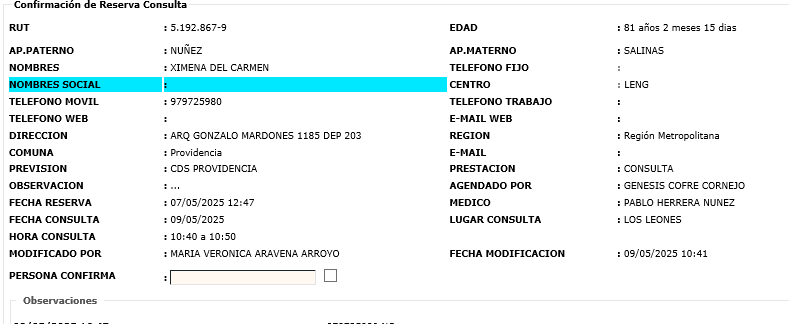 Confirmación de Reserva Consulta
RUT : 5.192.867-9 EDAD : 81 años 2 meses 15 dias
AP.PATERNO : NUÑEZ AP.MATERNO : SALINAS
NOMBRES : XIMENA DEL CARMEN TELEFONO FIJO :
NOMBRES SOCIAL : CENTRO : LENG
TELEFONO MOVIL : 979725980 TELEFONO TRABAJO :
TELEFONO WEB : E-MAIL WEB :
DIRECCION : ARQ GONZALO MARDONES 1185 DEP 203 REGION : Región Metropolitana
COMUNA : Providencia E-MAIL :
PREVISION : CDS PROVIDENCIA PRESTACION : CONSULTA
OBSERVACION : ... AGENDADO POR : GENESIS COFRE CORNEJO
FECHA RESERVA : 07/05/2025 12:47 MEDICO : PABLO HERRERA NUNEZ
FECHA CONSULTA : 09/05/2025 LUGAR CONSULTA : LOS LEONES
HORA CONSULTA : 10:40 a 10:50
MODIFICADO POR : MARIA VERONICA ARAVENA ARROYO FECHA MODIFICACION : 09/05/2025 10:41
PERSONA CONFIRMA :
Observaciones